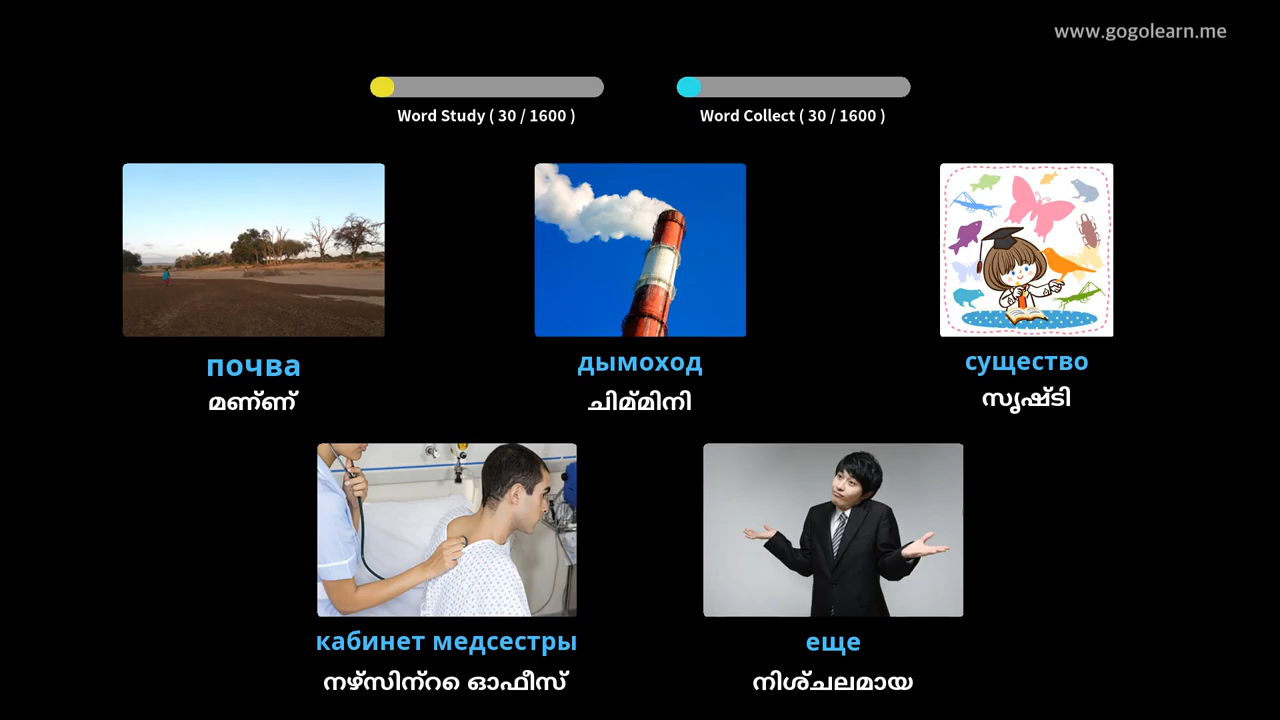 www.gogolearn.me
Word Study ( 30 / 1600 )
Word Collect ( 30 / 1600 )
почва
മണ്ണ്
дымоход
ചിമ്മിനി
существо
സൃഷ്ടി
кабинет медсестры
നഴ്സിന്റെ ഓഫീസ്
еще
നിശ്ചലമായ